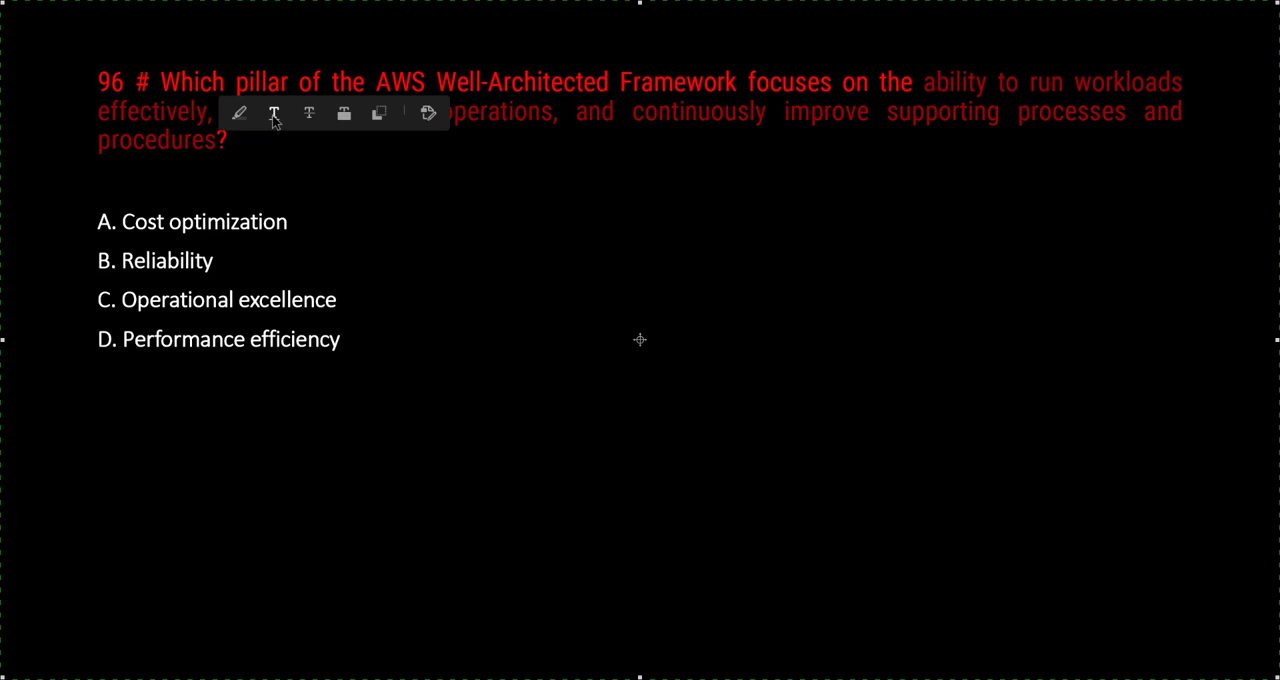 96 # Which pillar of the AWS Well-Architected Framework focuses on the ability to run workloads
effectively, operations, and continuously improve supporting processes and
procedures?
A. Cost optimization
B. Reliability
C. Operational excellence
D. Performance efficiency